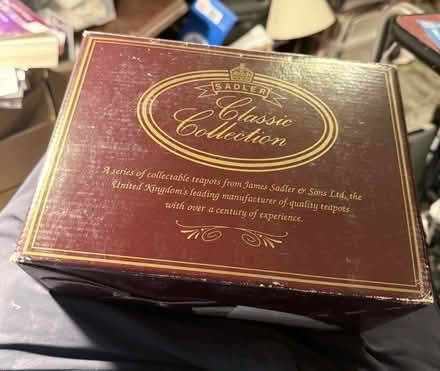 SADLER
Classic
Collection
A series of collectable teapots from James Sadler & Sons Ltd, the
United Kingdom's leading manufacturer of quality teapots
with over a century of experience.